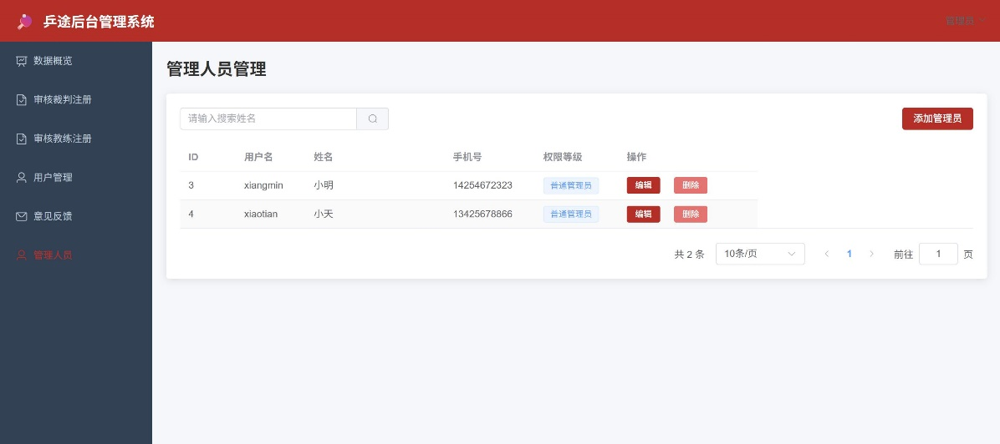 乒途后台管理系统
管理员
数据概览
审核裁判注册
审核教练注册
用户管理
意见反馈
管理人员
管理人员管理
请输入搜索姓名
添加管理员
ID 用户名 姓名 手机号 权限等级 操作
3 xiangmin 小明 14254672323 普通管理员 编辑 删除
4 xiaotian 小天 13425678866 普通管理员 编辑 删除
共 2 条 10条/页 1 前往 1 页